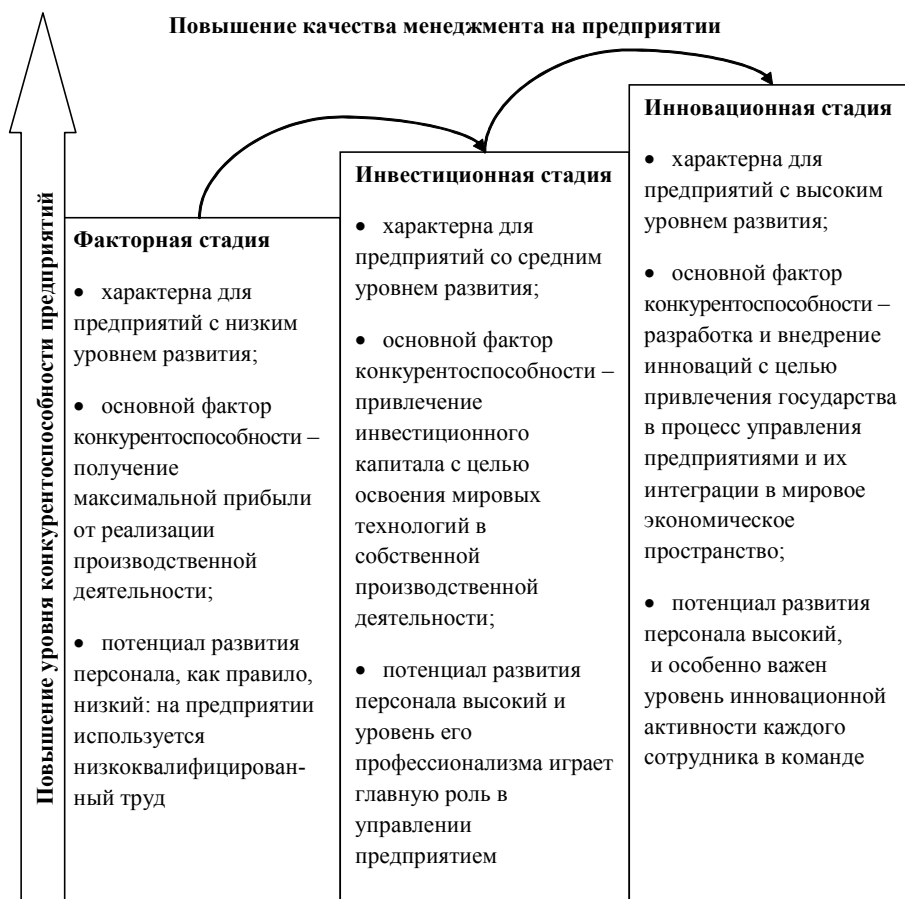 Повышение качества менеджмента на предприятии
Повышение уровня конкурентоспособности предприятий
Факторная стадия
• характерна для
предприятий с низким
уровнем развития;
• основной фактор
конкурентоспособности –
получение
максимальной прибыли
от реализации
производственной
деятельности;
• потенциал развития
персонала, как правило,
низкий: на предприятии
используется
низкоквалифицирован-
ный труд
Инвестиционная стадия
• характерна для
предприятий со средним
уровнем развития;
• основной фактор
конкурентоспособности –
привлечение
инвестиционного
капитала с целью
освоения мировых
технологий в
собственной
производственной
деятельности;
• потенциал развития
персонала высокий и
уровень его
профессионализма играет
главную роль в
управлении
предприятием
Инновационная стадия
• характерна для
предприятий с высоким
уровнем развития;
• основной фактор
конкурентоспособности –
разработка и внедрение
инноваций с целью
привлечения государства
в процесс управления
предприятиями и их
интеграции в мировое
экономическое
пространство;
• потенциал развития
персонала высокий,
и особенно важен
уровень инновационной
активности каждого
сотрудника в команде